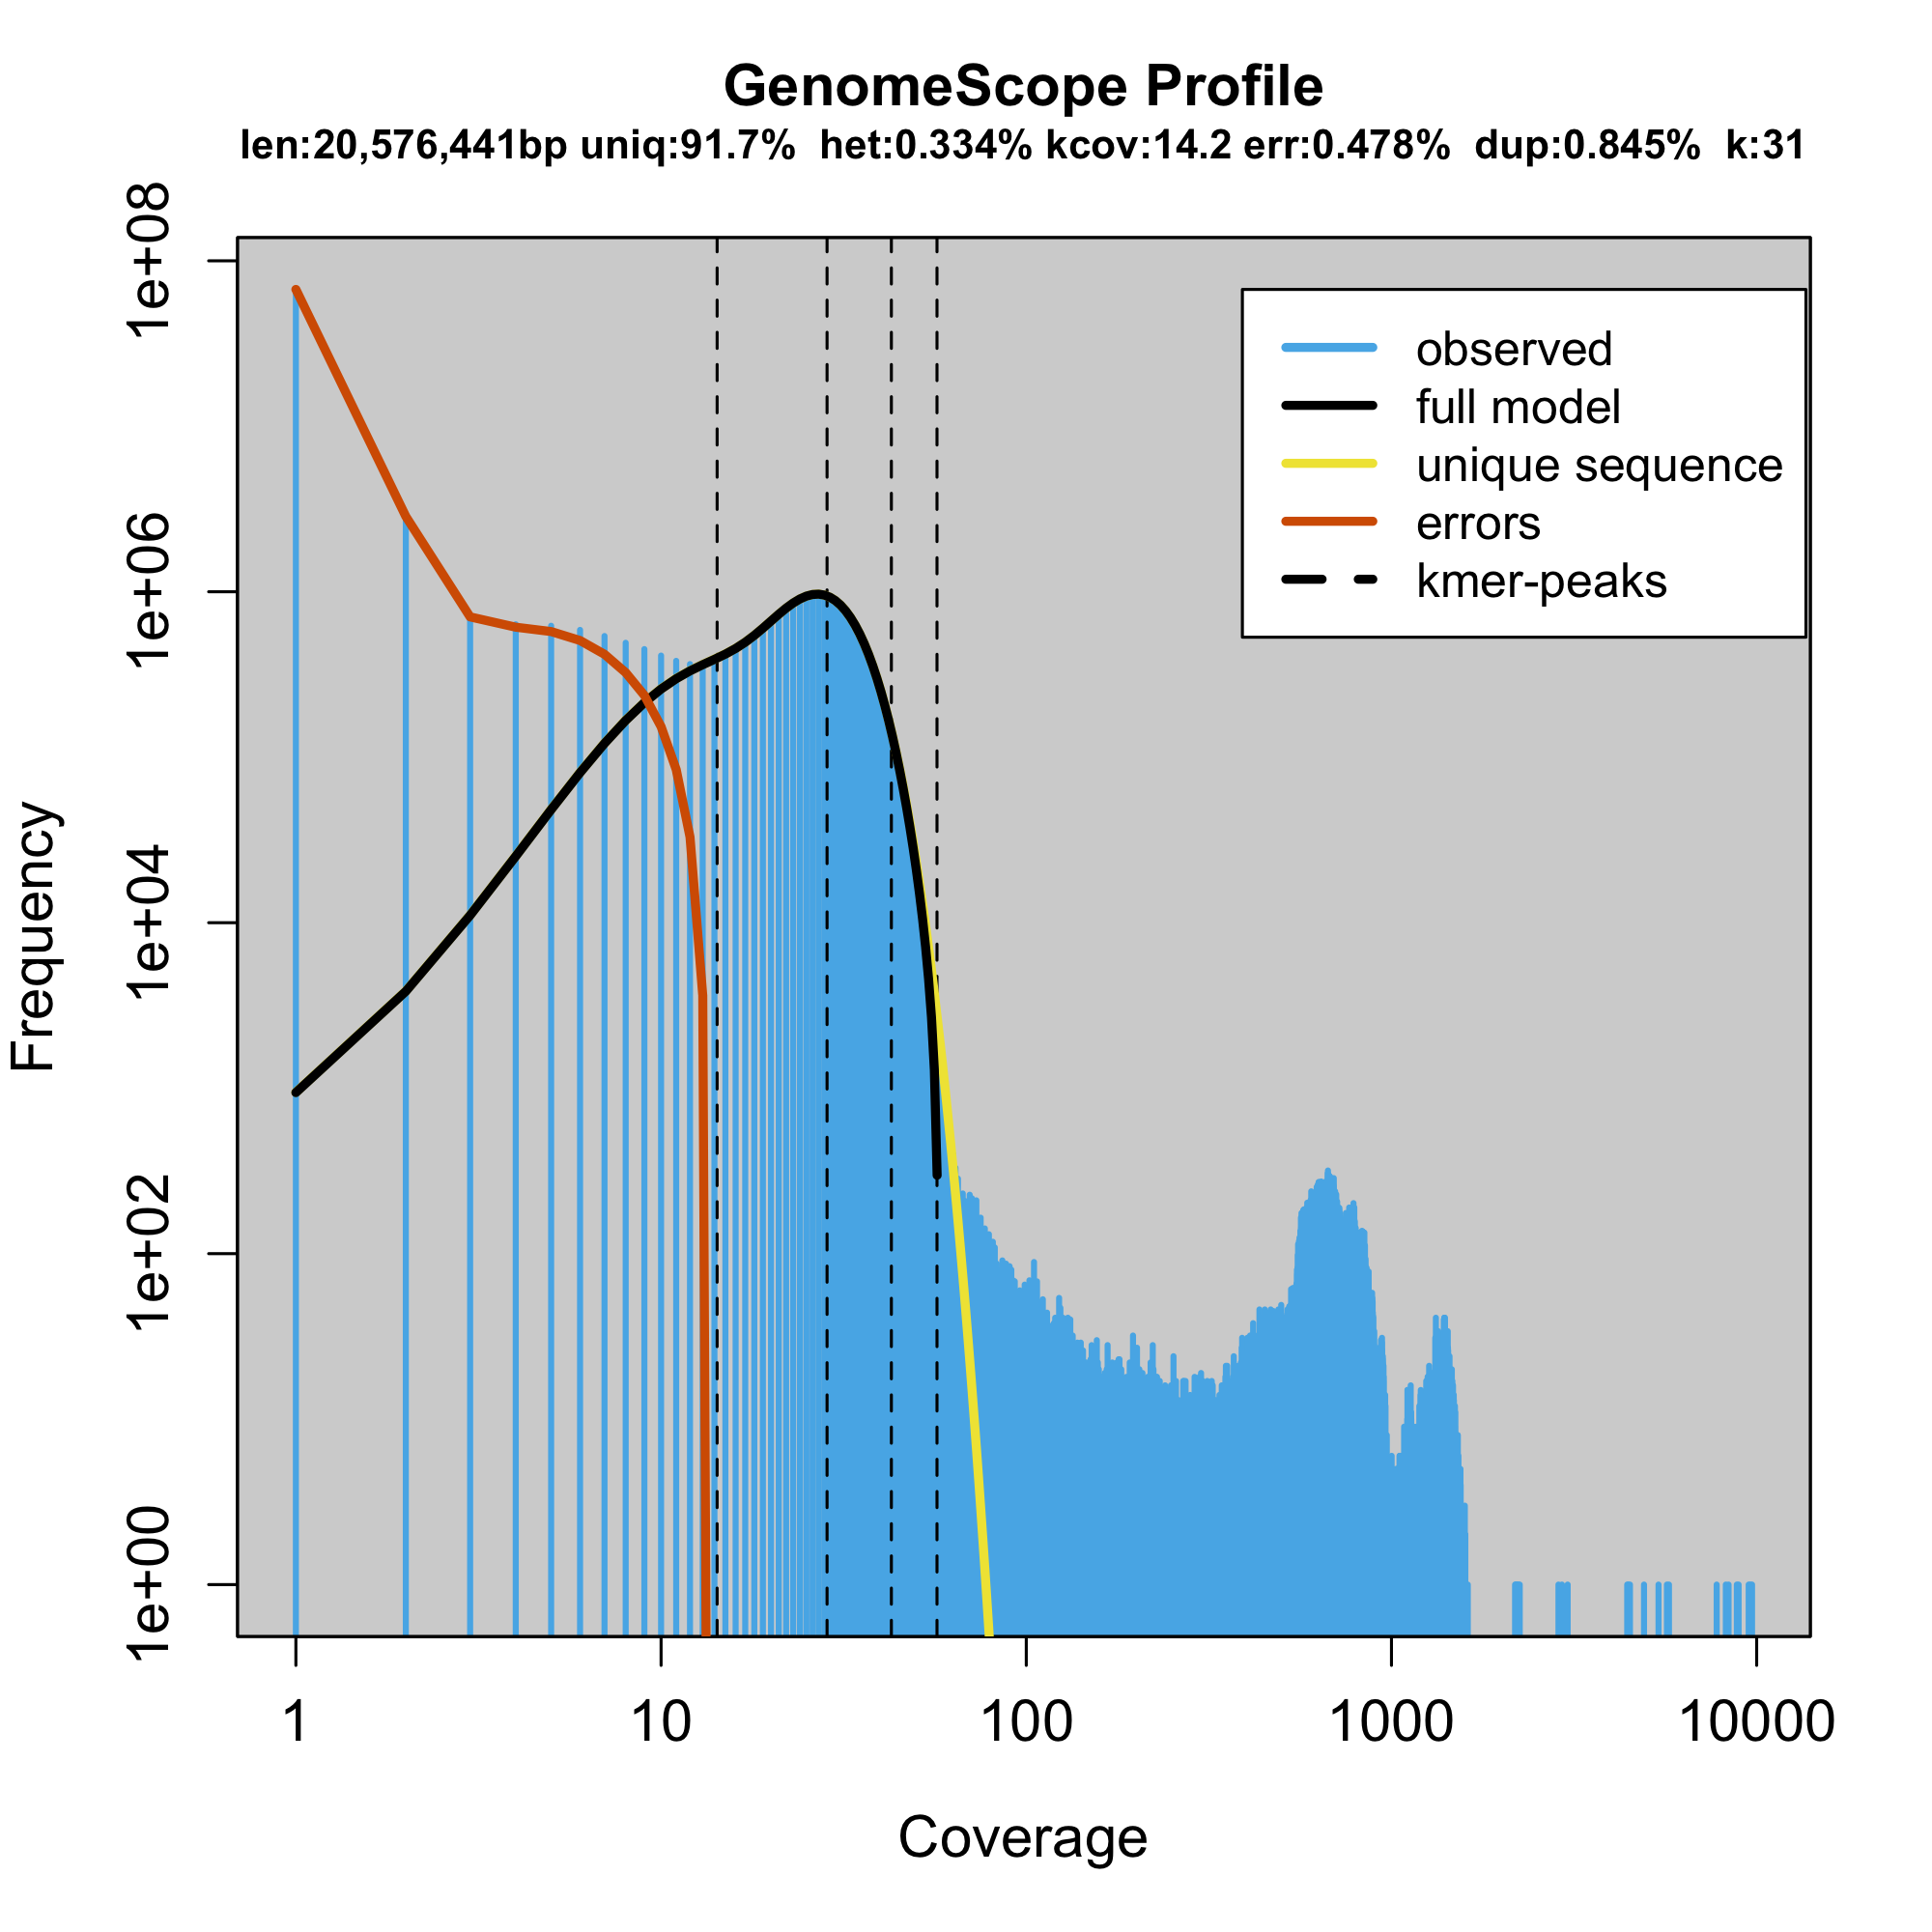 GenomeScope Profile
len:20,576,441bp uniq:91.7% het:0.334% kcov:14.2 err:0.478% dup:0.845% k:31
1e+08
1e+06
1e+04
1e+02
1e+00
Frequency
observed
full model
unique sequence
errors
kmer-peaks
1 10 100 1000 10000
Coverage